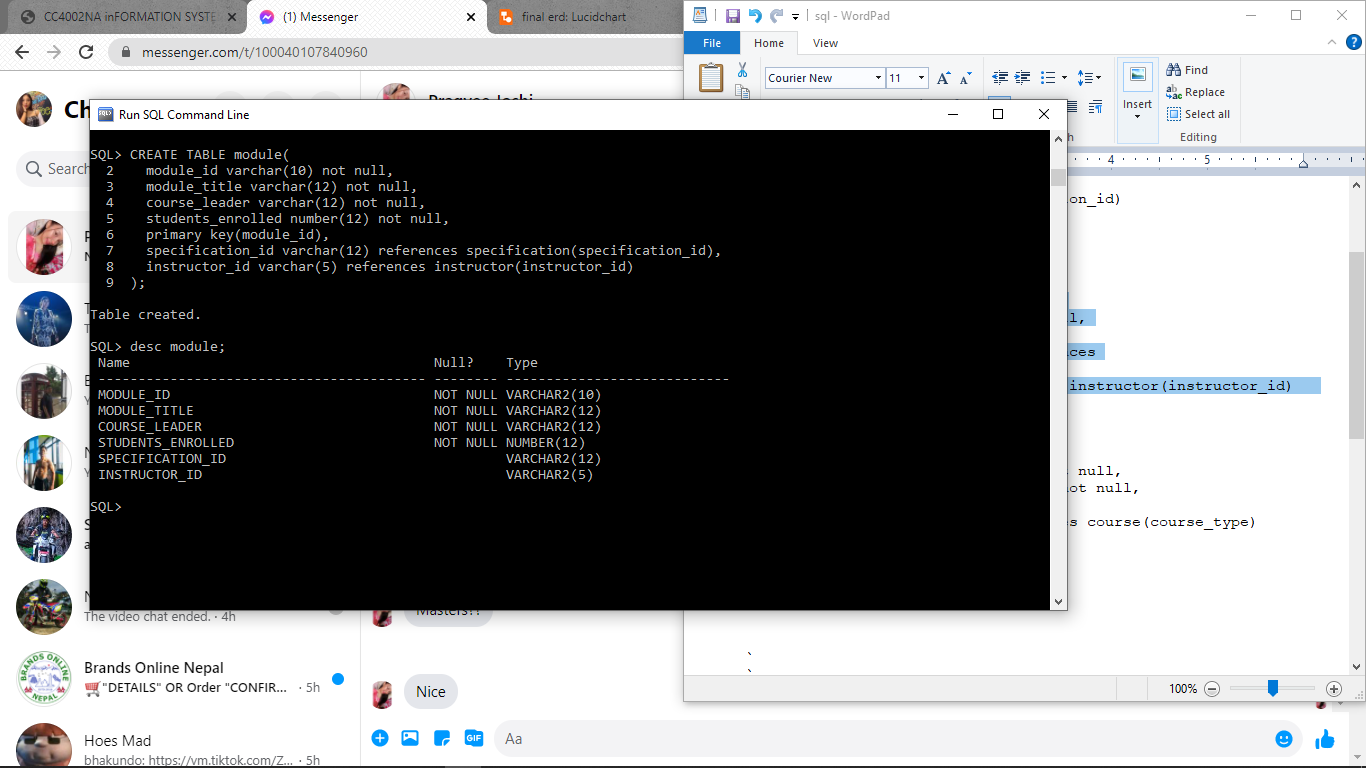 CC4002NA inFORMATION SYSTE
(1) Messenger
final erd: Lucidchart
messenger.com/t/100040107840960
sql - WordPad
File
Home
View
Courier New
11
Insert
Find
Replace
Select all
Editing
Ch
Search
Run SQL Command Line
SQL> CREATE TABLE module(
2 module_id varchar(10) not null,
3 module_title varchar(12) not null,
4 course_leader varchar(12) not null,
5 students_enrolled number(12) not null,
6 primary key(module_id),
7 specification_id varchar(12) references specification(specification_id),
8 instructor_id varchar(5) references instructor(instructor_id)
9 );
Table created.
SQL> desc module;
Name Null? Type
----------------------------------------- -------- ----------------------------
MODULE_ID NOT NULL VARCHAR2(10)
MODULE_TITLE NOT NULL VARCHAR2(12)
COURSE_LEADER NOT NULL VARCHAR2(12)
STUDENTS_ENROLLED NOT NULL NUMBER(12)
SPECIFICATION_ID VARCHAR2(12)
INSTRUCTOR_ID VARCHAR2(5)
SQL>
4 5
on_id)
l,
ces
instructor(instructor_id)
null,
ot null,
s course(course_type)
100%
The video chat ended. · 4h
Brands Online Nepal
🛒"DETAILS" OR Order "CONFIR... · 5h
Hoes Mad
bhakundo: https://vm.tiktok.com/Z... · 5h
Masters??
Nice
GIF
Aa